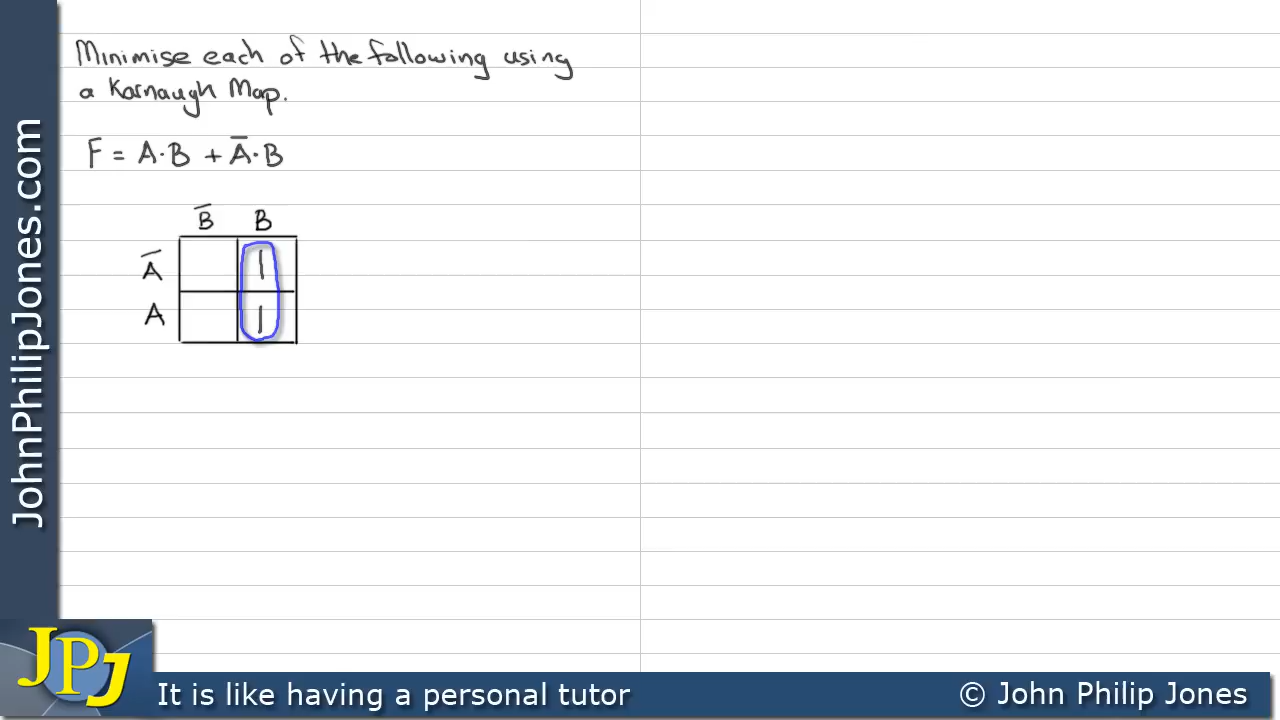 Minimise each of the following using
a Karnaugh Map.
F = A·B + A̅·B
B̅ B
A̅ 1
A 1
JohnPhilipJones.com
JPJ
It is like having a personal tutor
© John Philip Jones